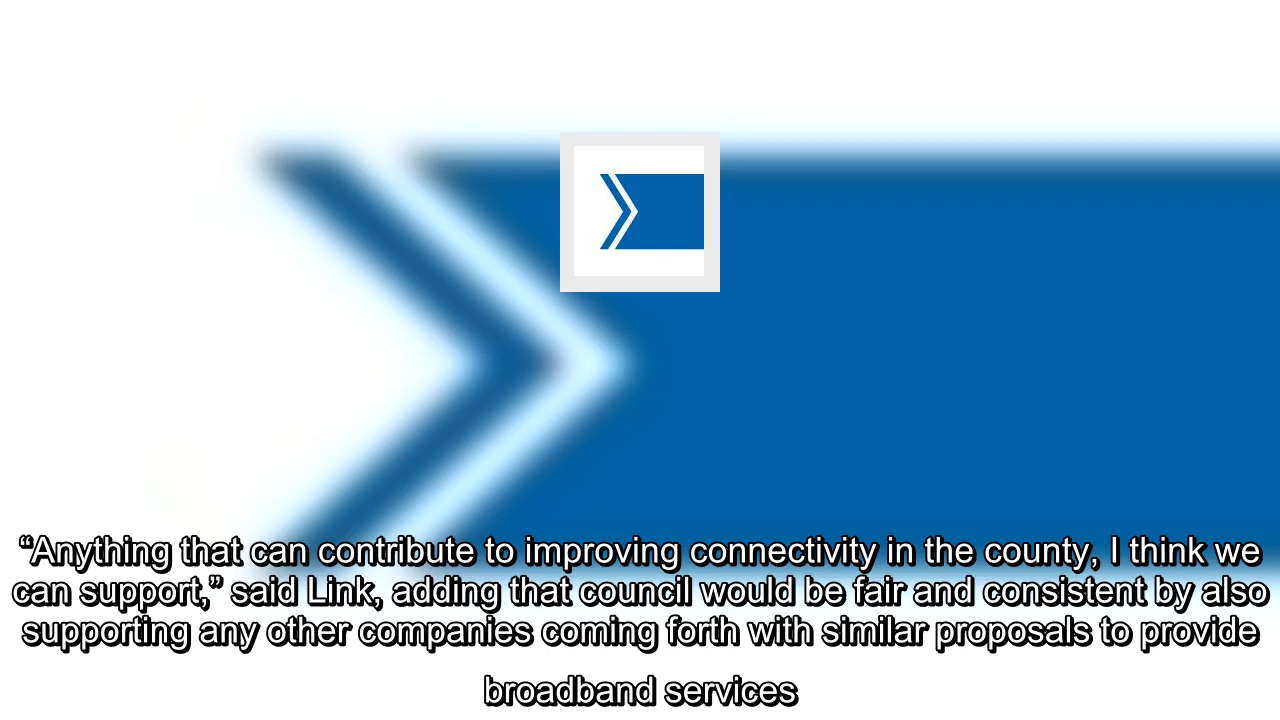 “Anything that can contribute to improving connectivity in the county, I think we
can support,” said Link, adding that council would be fair and consistent by also
supporting any other companies coming forth with similar proposals to provide
broadband services